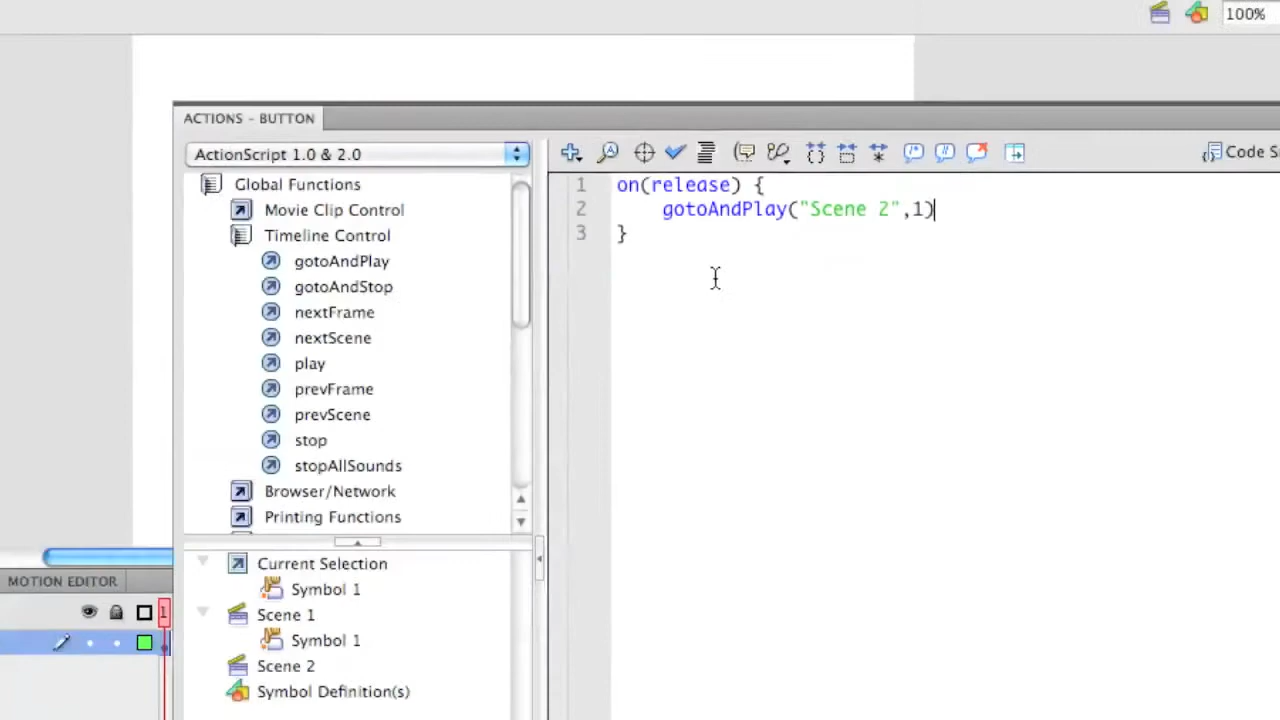 100%
ACTIONS - BUTTON
ActionScript 1.0 & 2.0
Global Functions
Movie Clip Control
Timeline Control
gotoAndPlay
gotoAndStop
nextFrame
nextScene
play
prevFrame
prevScene
stop
stopAllSounds
Browser/Network
Printing Functions
Current Selection
Symbol 1
Scene 1
Symbol 1
Scene 2
Symbol Definition(s)
Code
1 on(release) {
2 gotoAndPlay("Scene 2",1)
3 }
MOTION EDITOR
1